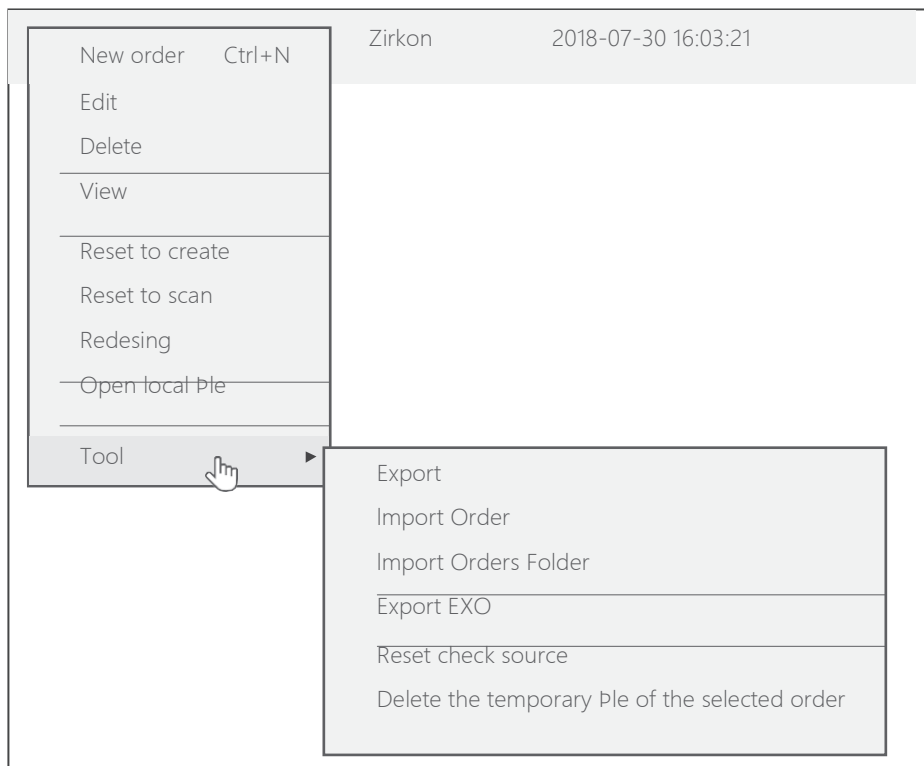 Zirkon 2018-07-30 16:03:21
New order Ctrl+N
Edit
Delete
View
Reset to create
Reset to scan
Redesing
Open local Þle
Tool
Export
Import Order
Import Orders Folder
Export EXO
Reset check source
Delete the temporary Þle of the selected order